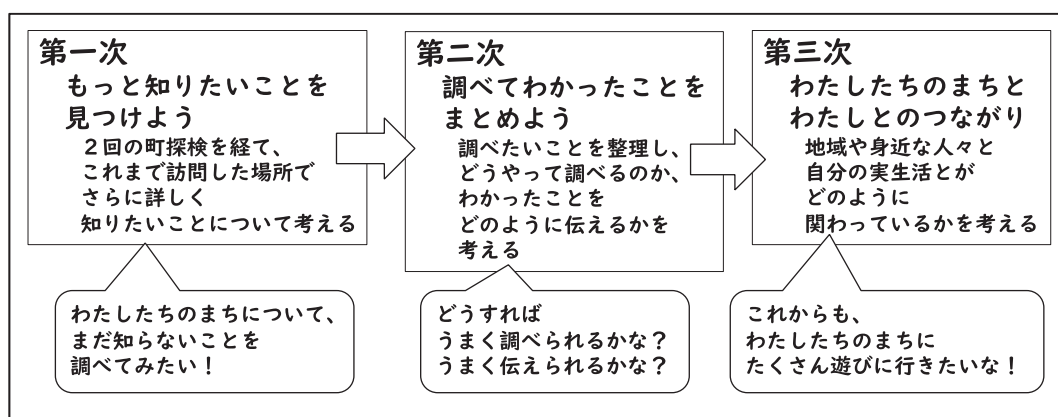 第一次
もっと知りたいことを
見つけよう
２回の町探検を経て、
これまで訪問した場所で
さらに詳しく
知りたいことについて考える
わたしたちのまちについて、
まだ知らないことを
調べてみたい！
第二次
調べてわかったことを
まとめよう
調べたいことを整理し、
どうやって調べるのか、
わかったことを
どのように伝えるかを
考える
どうすれば
うまく調べられるかな？
うまく伝えられるかな？
第三次
わたしたちのまちと
わたしとのつながり
地域や身近な人々と
自分の実生活とが
どのように
関わっているかを考える
これからも、
わたしたちのまちに
たくさん遊びに行きたいな！